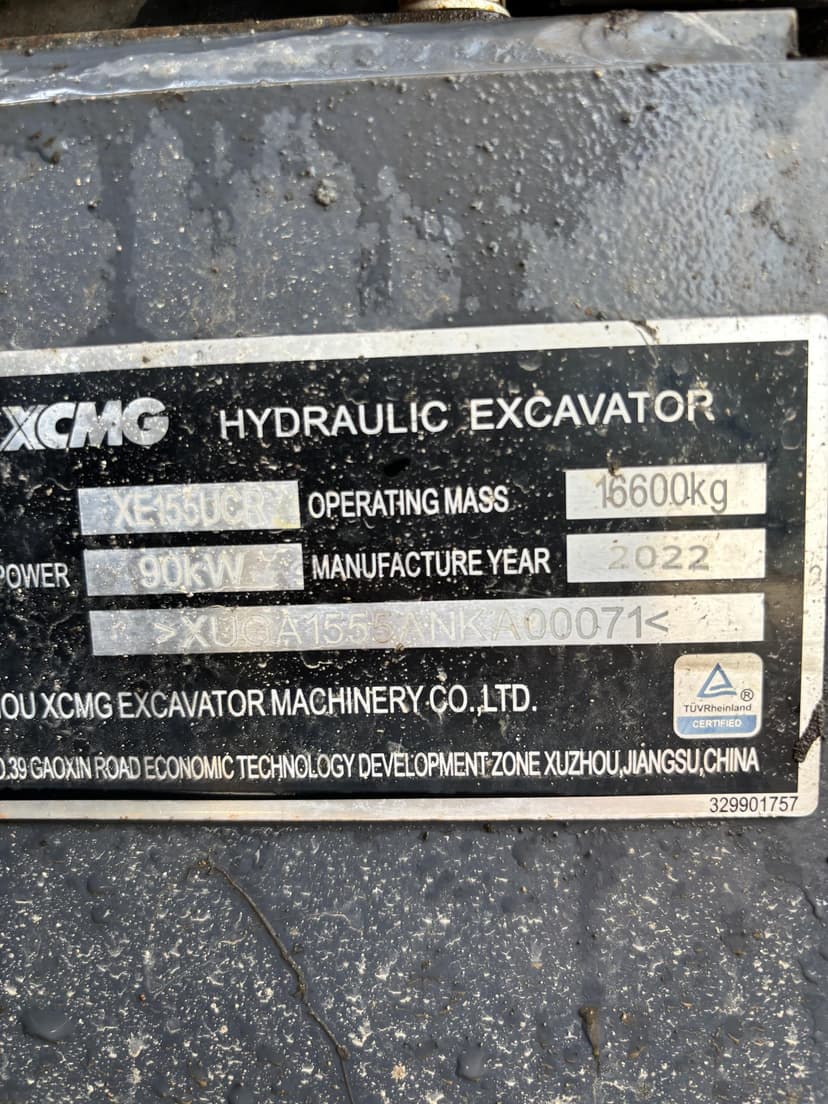 XCMG HYDRAULIC EXCAVATOR
XE155UCR OPERATING MASS 16600kg
POWER 90kW MANUFACTURE YEAR 2022
>XUGA1555ANKA00071<
OU XCMG EXCAVATOR MACHINERY CO.,LTD.
TÜVRheinland ®
CERTIFIED
.39 GAOXIN ROAD ECONOMIC TECHNOLOGY DEVELOPMENT ZONE XUZHOU,JIANGSU,CHINA
329901757